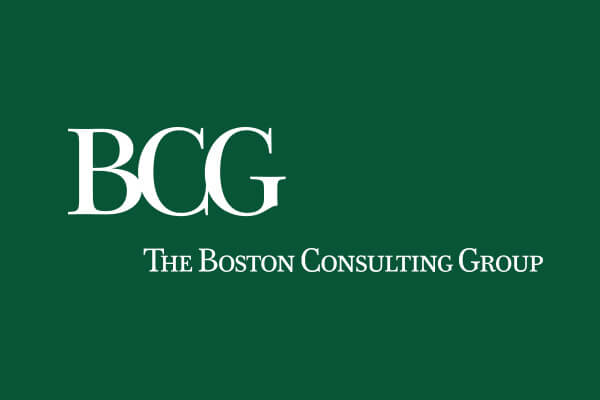 BCG
The Boston Consulting Group